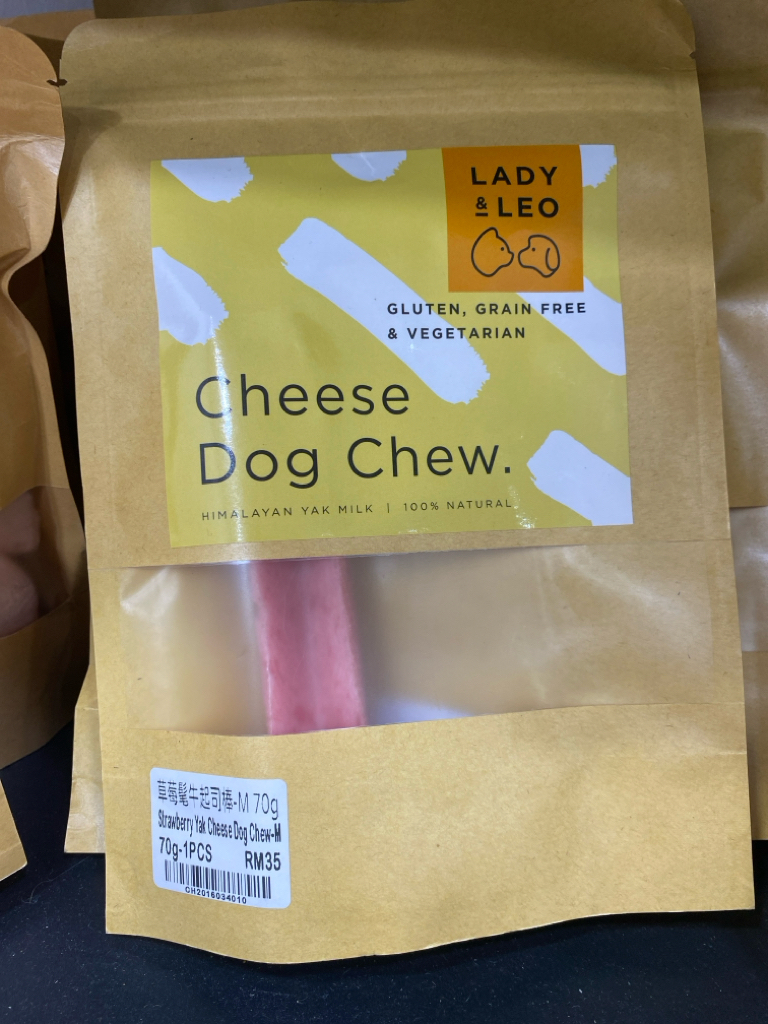 LADY
& LEO
GLUTEN, GRAIN FREE
& VEGETARIAN
Cheese
Dog Chew.
HIMALAYAN YAK MILK | 100% NATURAL
草莓髦牛起司棒-M 70g
Strawberry Yak Cheese Dog Chew-M
70g-1PCS RM35
CH2016034010